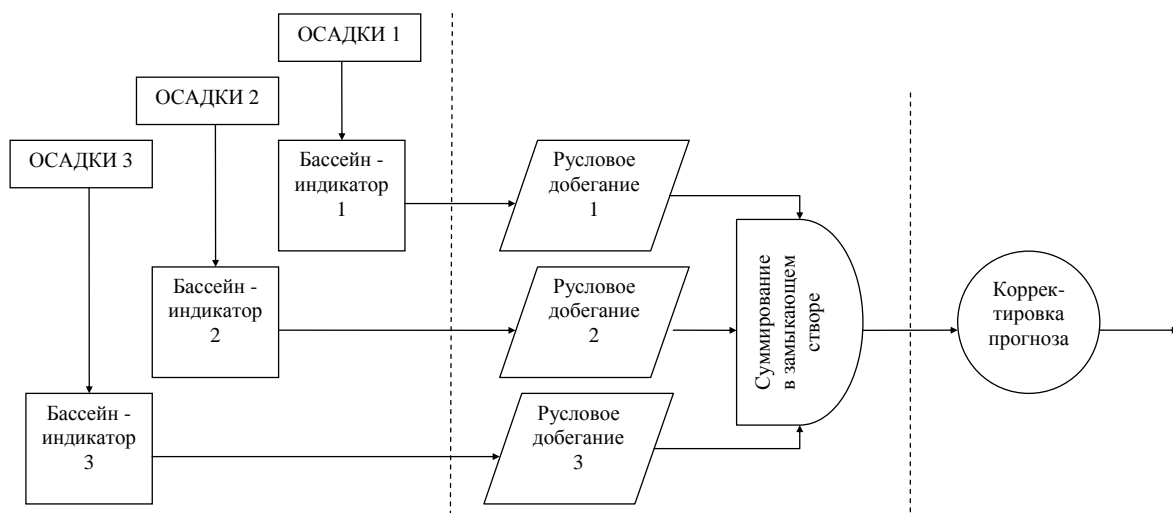 ОСАДКИ 1
ОСАДКИ 2
ОСАДКИ 3
Бассейн -
индикатор
1
Русловое
добегание
1
Бассейн -
индикатор
2
Русловое
добегание
2
Суммирование
в замыкающем
створе
Коррек-
тировка
прогноза
Бассейн -
индикатор
3
Русловое
добегание
3